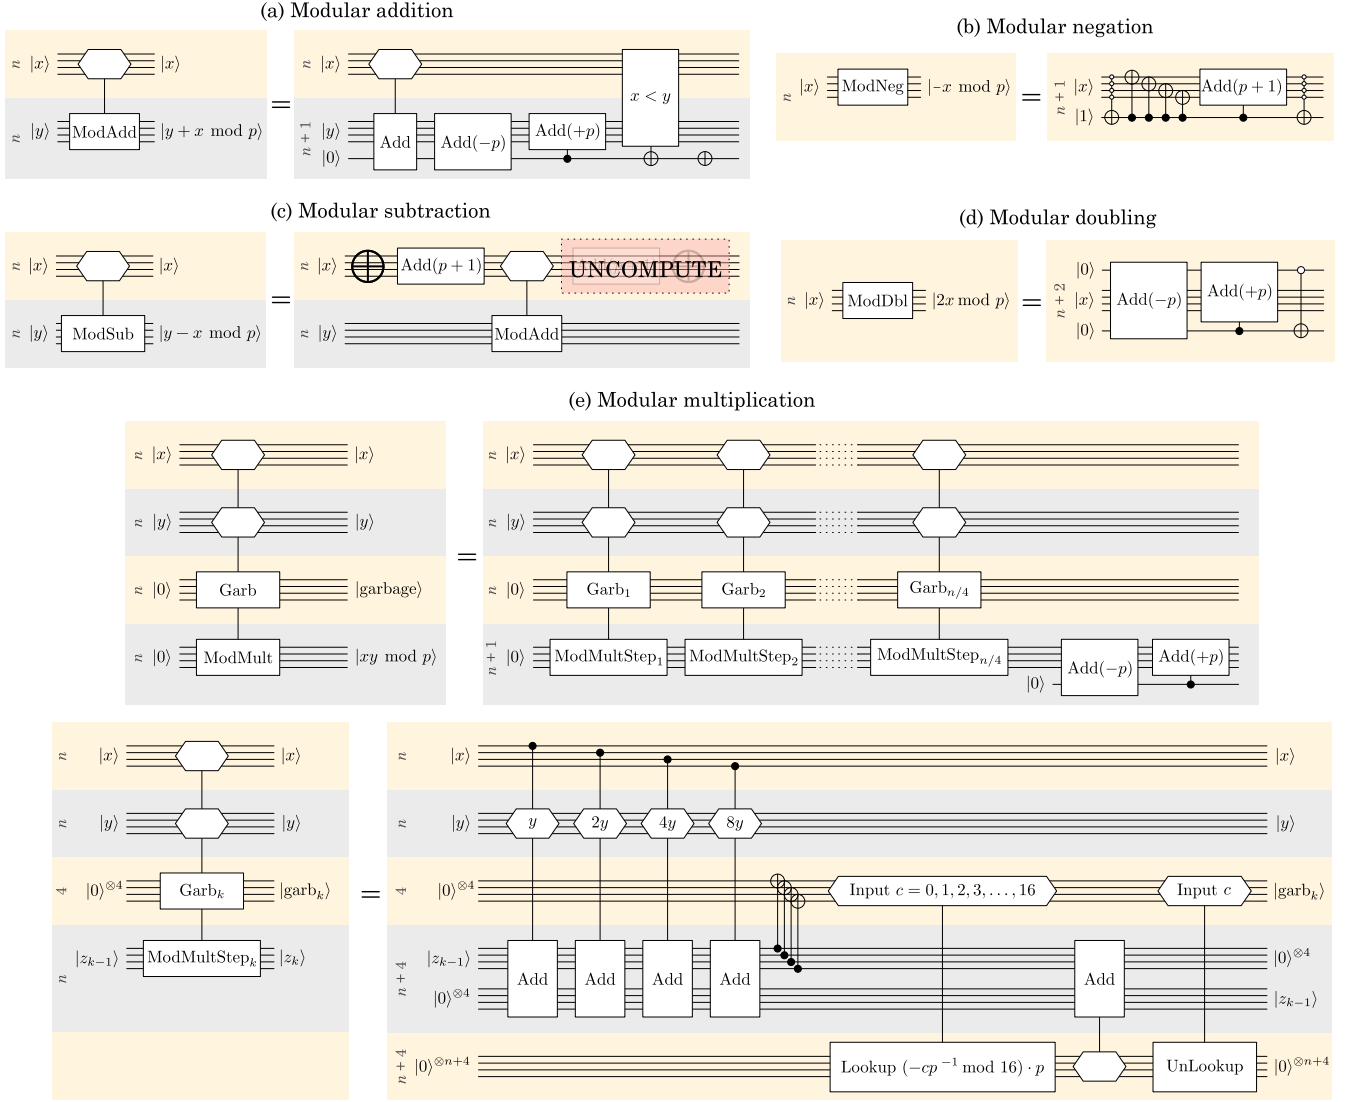 (a) Modular addition
n |x⟩ |x⟩
n |y⟩ ModAdd |y + x mod p⟩
=
n |x⟩ x < y
n + 1 |y⟩ |0⟩ Add Add(−p) Add(+p)
(b) Modular negation
n |x⟩ ModNeg |−x mod p⟩
=
n + 1 |x⟩ |1⟩ Add(p + 1)
(c) Modular subtraction
n |x⟩ |x⟩
n |y⟩ ModSub |y − x mod p⟩
=
n |x⟩ Add(p + 1) UNCOMPUTE
n |y⟩ ModAdd
(d) Modular doubling
n |x⟩ ModDbl |2x mod p⟩
=
n + 2 |0⟩ |x⟩ |0⟩ Add(−p) Add(+p)
(e) Modular multiplication
n |x⟩ |x⟩
n |y⟩ |y⟩
n |0⟩ Garb |garbage⟩
n |0⟩ ModMult |xy mod p⟩
=
n |x⟩
n |y⟩
n |0⟩ Garb₁ Garb₂ Garbₙ/₄
n + 1 |0⟩ ModMultStep₁ ModMultStep₂ ModMultStepₙ/₄ Add(−p) Add(+p)
|0⟩
n |x⟩ |x⟩
n |y⟩ |y⟩
4 |0⟩⊗4 Garbₖ |garbₖ⟩
n |zₖ₋₁⟩ ModMultStepₖ |zₖ⟩
=
n |x⟩ |x⟩
n |y⟩ y 2y 4y 8y |y⟩
4 |0⟩⊗4 Input c = 0, 1, 2, 3, . . . , 16 Input c |garbₖ⟩
n + 4 |zₖ₋₁⟩ Add Add Add Add Add |0⟩⊗4
|0⟩⊗4 |zₖ₋₁⟩
n + 4 |0⟩⊗n+4 Lookup (−cp⁻¹ mod 16) · p UnLookup |0⟩⊗n+4